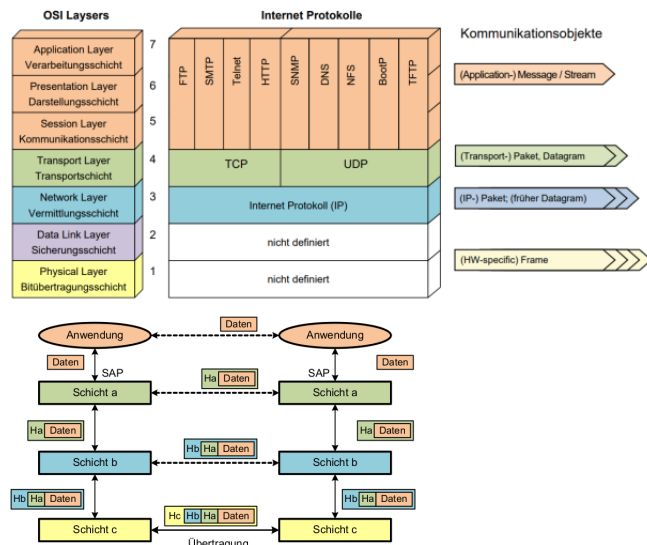 OSI Laysers
Internet Protokolle
Kommunikationsobjekte
Application Layer
Verarbeitungsschicht
7
Presentation Layer
Darstellungsschicht
6
Session Layer
Kommunikationsschicht
5
Transport Layer
Transportschicht
4
Network Layer
Vermittlungsschicht
3
Data Link Layer
Sicherungsschicht
2
Physical Layer
Bitübertragungsschicht
1
FTP
SMTP
Telnet
HTTP
SNMP
DNS
NFS
BootP
TFTP
TCP
UDP
Internet Protokoll (IP)
nicht definiert
nicht definiert
(Application-) Message / Stream
(Transport-) Paket, Datagram
(IP-) Paket; (früher Datagram)
(HW-specific) Frame
Anwendung
Daten
Anwendung
Daten
SAP
SAP
Daten
Schicht a
Ha Daten
Schicht a
Ha Daten
Ha Daten
Schicht b
Hb Ha Daten
Schicht b
Hb Ha Daten
Hb Ha Daten
Schicht c
Hc Hb Ha Daten
Schicht c
Übertragung